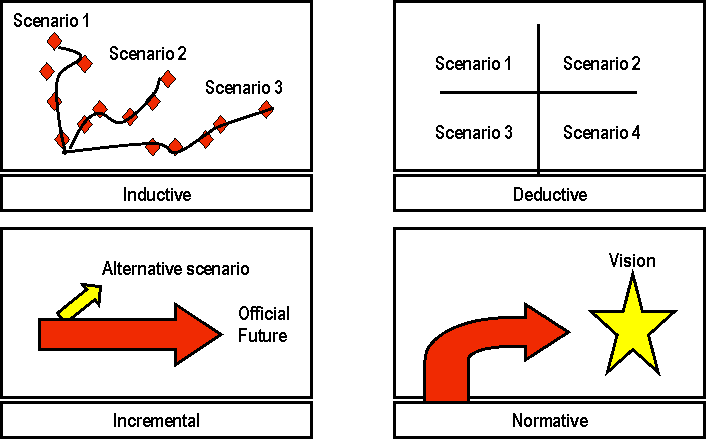 Scenario 1
Scenario 2
Scenario 3
Inductive
Scenario 1
Scenario 2
Scenario 3
Scenario 4
Deductive
Alternative scenario
Official
Future
Incremental
Vision
Normative